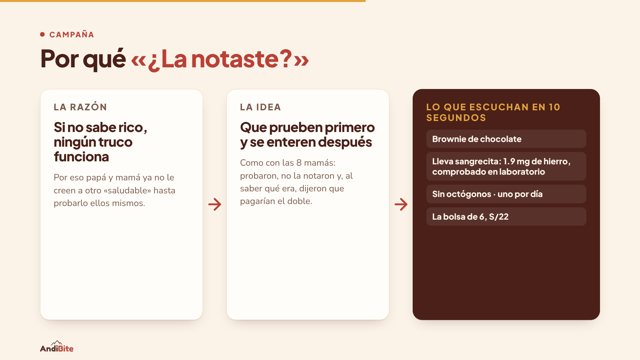 CAMPAÑA
Por qué «¿La notaste?»
LA RAZÓN
Si no sabe rico,
ningún truco
funciona
Por eso papá y mamá ya no le
creen a otro «saludable» hasta
probarlo ellos mismos.
LA IDEA
Que prueben primero
y se enteren después
Como con las 8 mamás:
probaron, no la notaron y, al
saber qué era, dijeron que
pagarían el doble.
LO QUE ESCUCHAN EN 10
SEGUNDOS
Brownie de chocolate
Lleva sangrecita: 1.9 mg de hierro,
comprobado en laboratorio
Sin octógonos · uno por día
La bolsa de 6, S/22
AndiBite